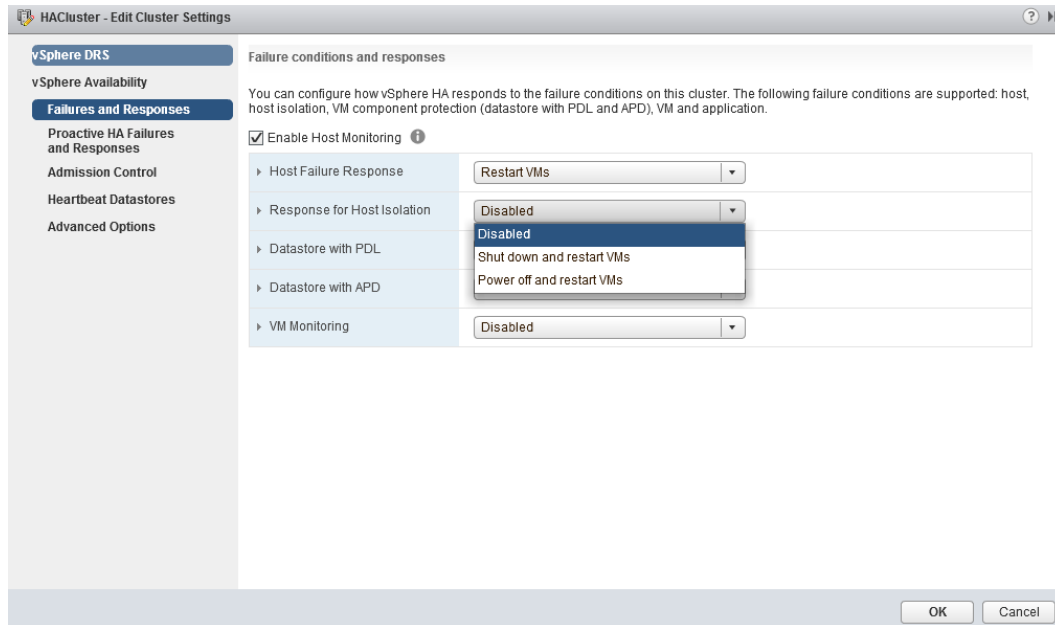 HACluster - Edit Cluster Settings
?
vSphere DRS
vSphere Availability
Failures and Responses
Proactive HA Failures
and Responses
Admission Control
Heartbeat Datastores
Advanced Options
Failure conditions and responses
You can configure how vSphere HA responds to the failure conditions on this cluster. The following failure conditions are supported: host,
host isolation, VM component protection (datastore with PDL and APD), VM and application.
Enable Host Monitoring
Host Failure Response
Restart VMs
Response for Host Isolation
Disabled
Disabled
Shut down and restart VMs
Power off and restart VMs
Datastore with PDL
Datastore with APD
VM Monitoring
Disabled
OK
Cancel